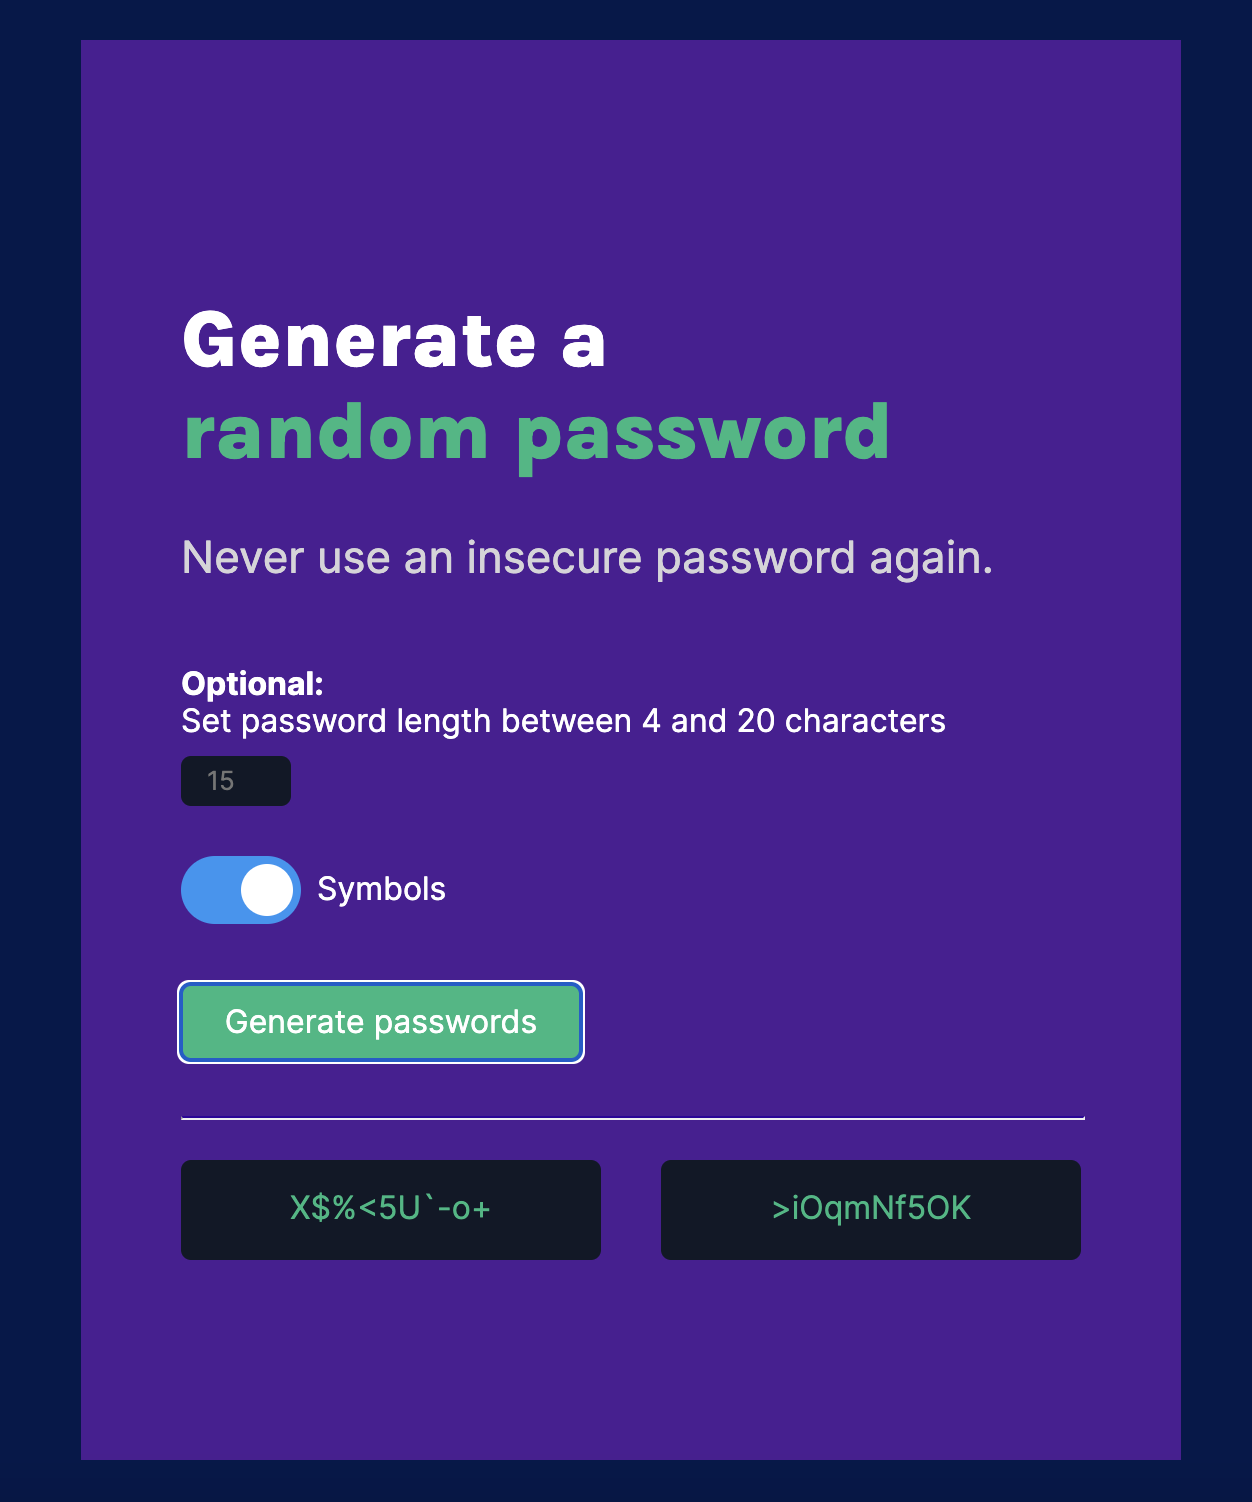 Generate a
random password
Never use an insecure password again.
Optional:
Set password length between 4 and 20 characters
15
Symbols
Generate passwords
X$%<5U`-o+
>iOqmNf5OK